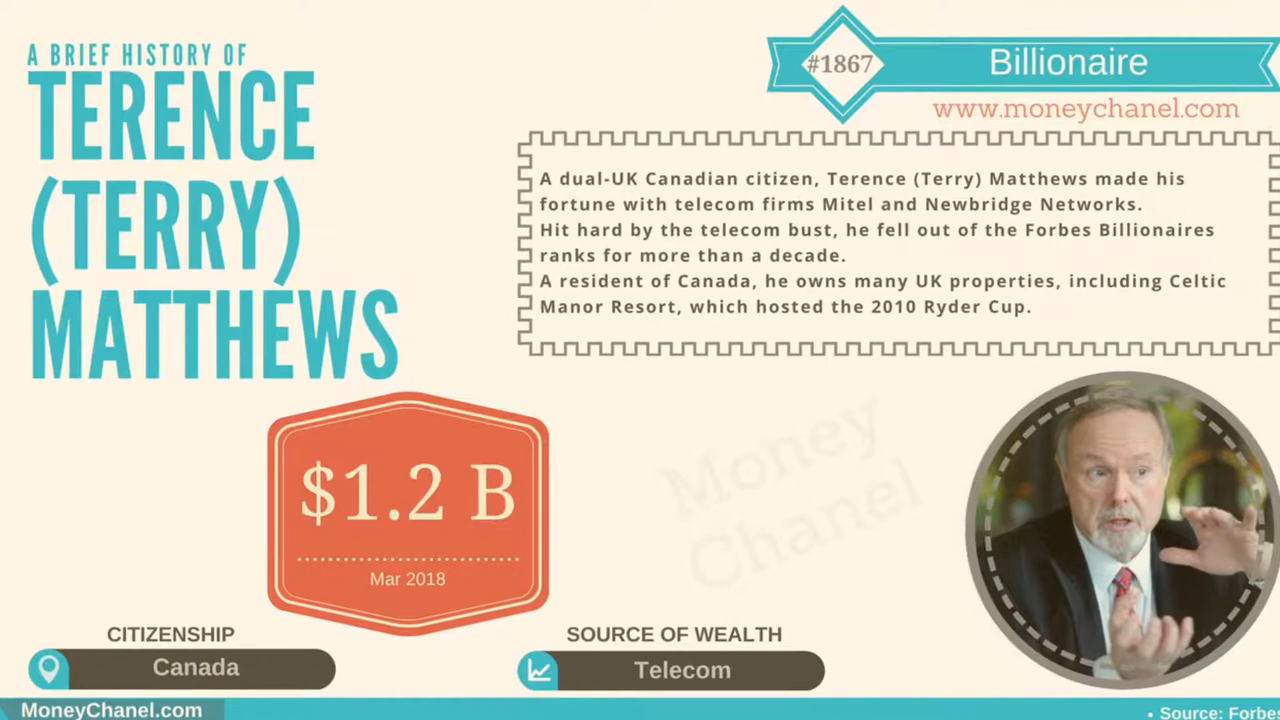 A BRIEF HISTORY OF
TERENCE
(TERRY)
MATTHEWS
#1867
Billionaire
www.moneychanel.com
A dual-UK Canadian citizen, Terence (Terry) Matthews made his
fortune with telecom firms Mitel and Newbridge Networks.
Hit hard by the telecom bust, he fell out of the Forbes Billionaires
ranks for more than a decade.
A resident of Canada, he owns many UK properties, including Celtic
Manor Resort, which hosted the 2010 Ryder Cup.
$1.2 B
Mar 2018
Money
Chanel
CITIZENSHIP
Canada
SOURCE OF WEALTH
Telecom
MoneyChanel.com
• Source: Forbes